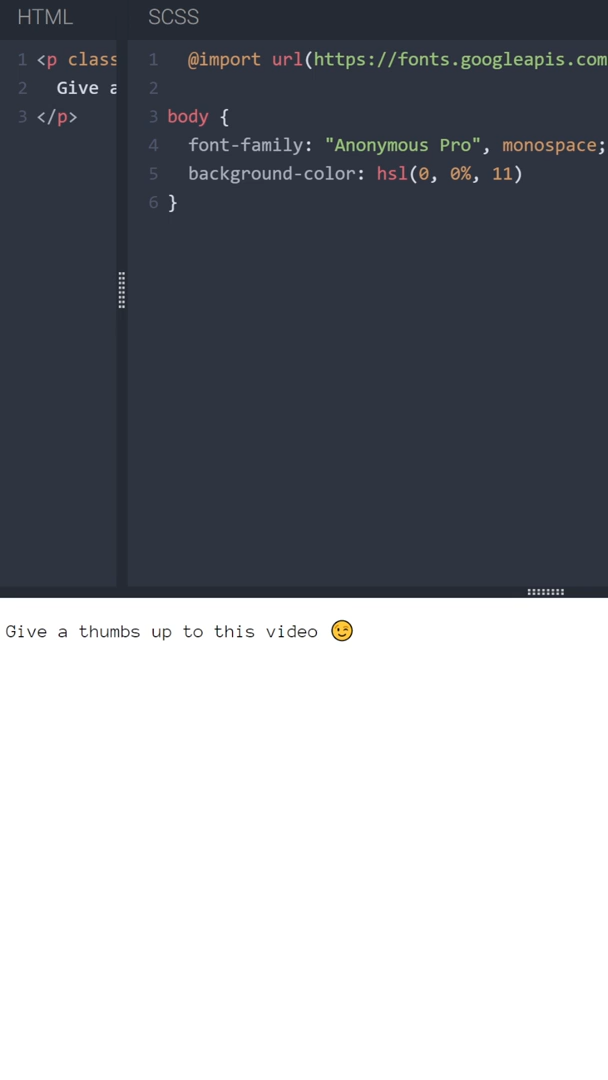 HTML
1 <p class
2 Give a
3 </p>
SCSS
1 @import url(https://fonts.googleapis.com
2
3 body {
4 font-family: "Anonymous Pro", monospace;
5 background-color: hsl(0, 0%, 11)
6 }
Give a thumbs up to this video 😉